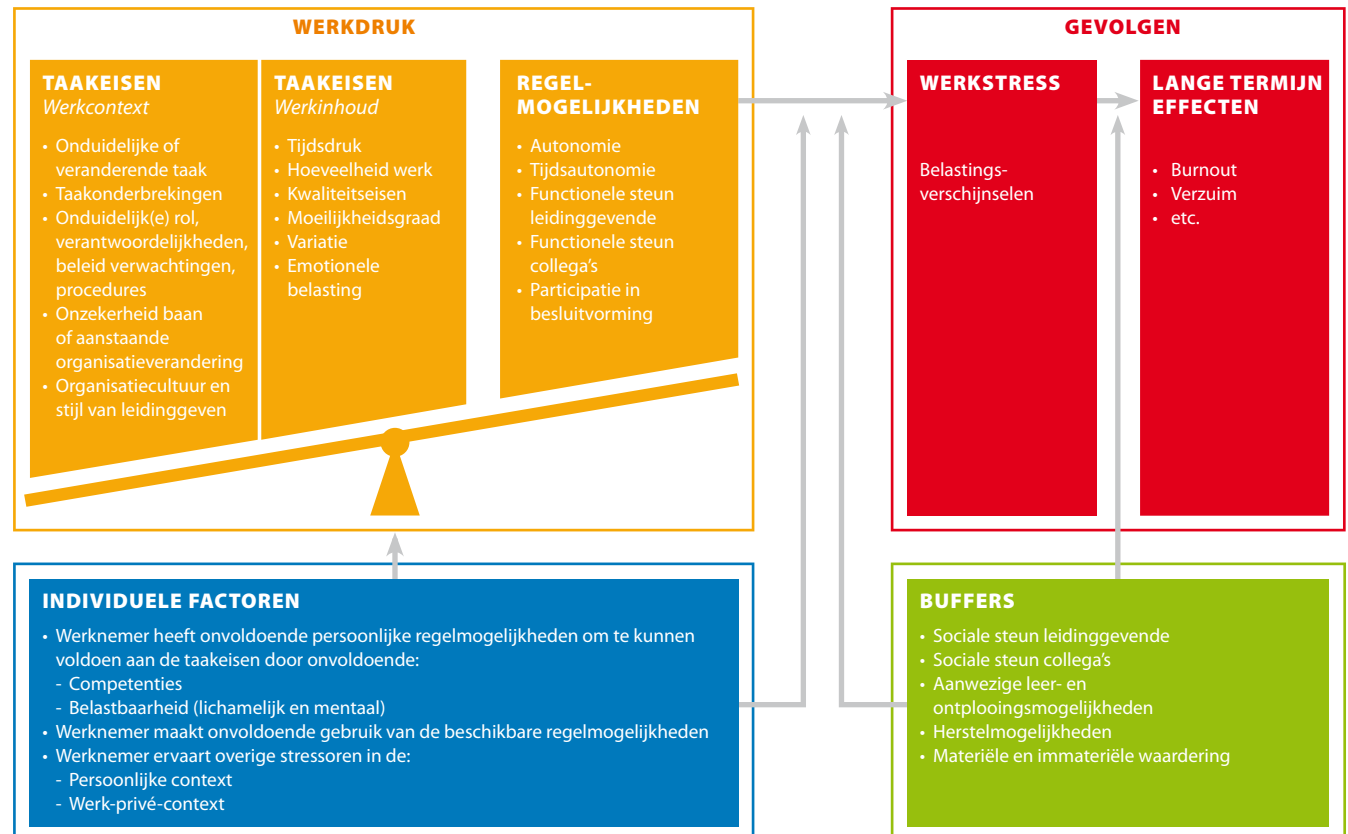 WERKDRUK
TAAKEISEN
Werkcontext
• Onduidelijke of
veranderende taak
• Taakonderbrekingen
• Onduidelijk(e) rol,
verantwoordelijkheden,
beleid verwachtingen,
procedures
• Onzekerheid baan
of aanstaande
organisatieverandering
• Organisatiecultuur en
stijl van leidinggeven
TAAKEISEN
Werkinhoud
• Tijdsdruk
• Hoeveelheid werk
• Kwaliteitseisen
• Moeilijkheidsgraad
• Variatie
• Emotionele
belasting
REGEL-
MOGELIJKHEDEN
• Autonomie
• Tijdsautonomie
• Functionele steun
leidinggevende
• Functionele steun
collega's
• Participatie in
besluitvorming
GEVOLGEN
WERKSTRESS
Belastings-
verschijnselen
LANGE TERMIJN
EFFECTEN
• Burnout
• Verzuim
• etc.
INDIVIDUELE FACTOREN
• Werknemer heeft onvoldoende persoonlijke regelmogelijkheden om te kunnen
voldoen aan de taakeisen door onvoldoende:
- Competenties
- Belastbaarheid (lichamelijk en mentaal)
• Werknemer maakt onvoldoende gebruik van de beschikbare regelmogelijkheden
• Werknemer ervaart overige stressoren in de:
- Persoonlijke context
- Werk-privé-context
BUFFERS
• Sociale steun leidinggevende
• Sociale steun collega's
• Aanwezige leer- en
ontplooingsmogelijkheden
• Herstelmogelijkheden
• Materiële en immateriële waardering